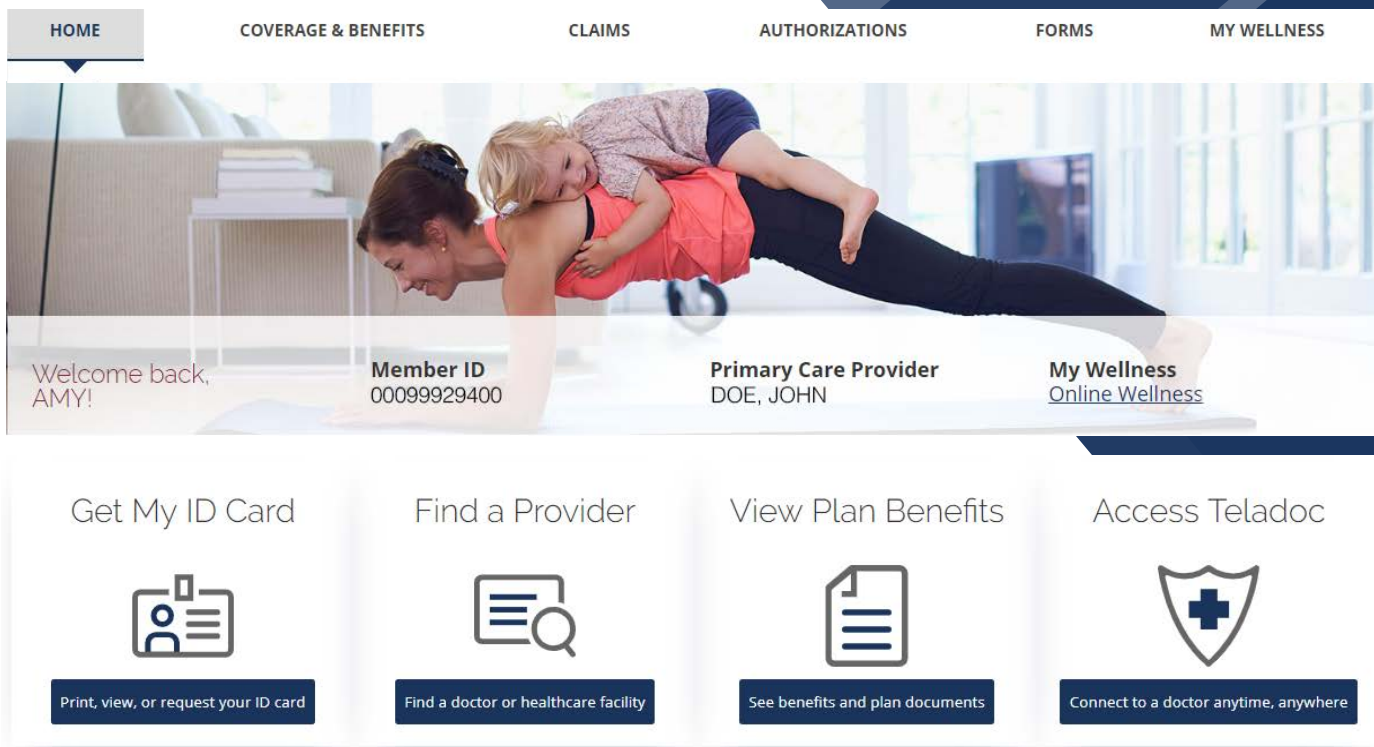 HOME
COVERAGE & BENEFITS
CLAIMS
AUTHORIZATIONS
FORMS
MY WELLNESS
Welcome back,
AMY!
Member ID
00099929400
Primary Care Provider
DOE, JOHN
My Wellness
Online Wellness
Get My ID Card
Find a Provider
View Plan Benefits
Access Teladoc
Print, view, or request your ID card
Find a doctor or healthcare facility
See benefits and plan documents
Connect to a doctor anytime, anywhere